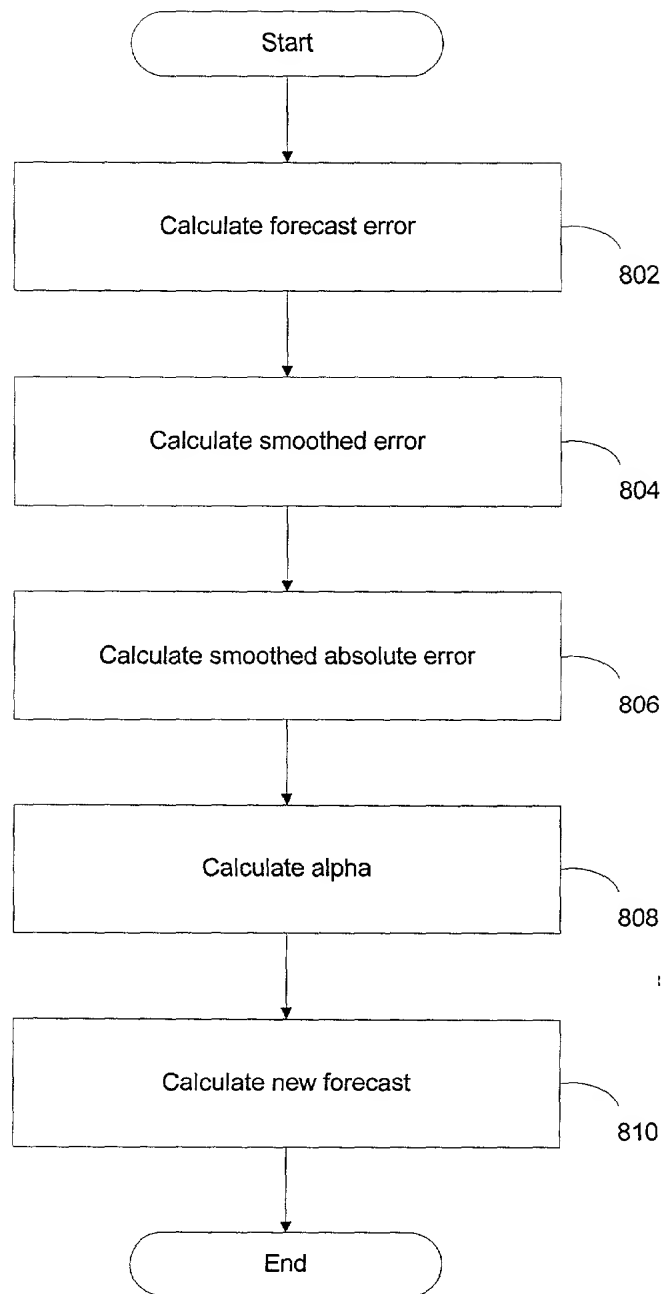 Start
Calculate forecast error
802
Calculate smoothed error
804
Calculate smoothed absolute error
806
Calculate alpha
808
Calculate new forecast
810
End